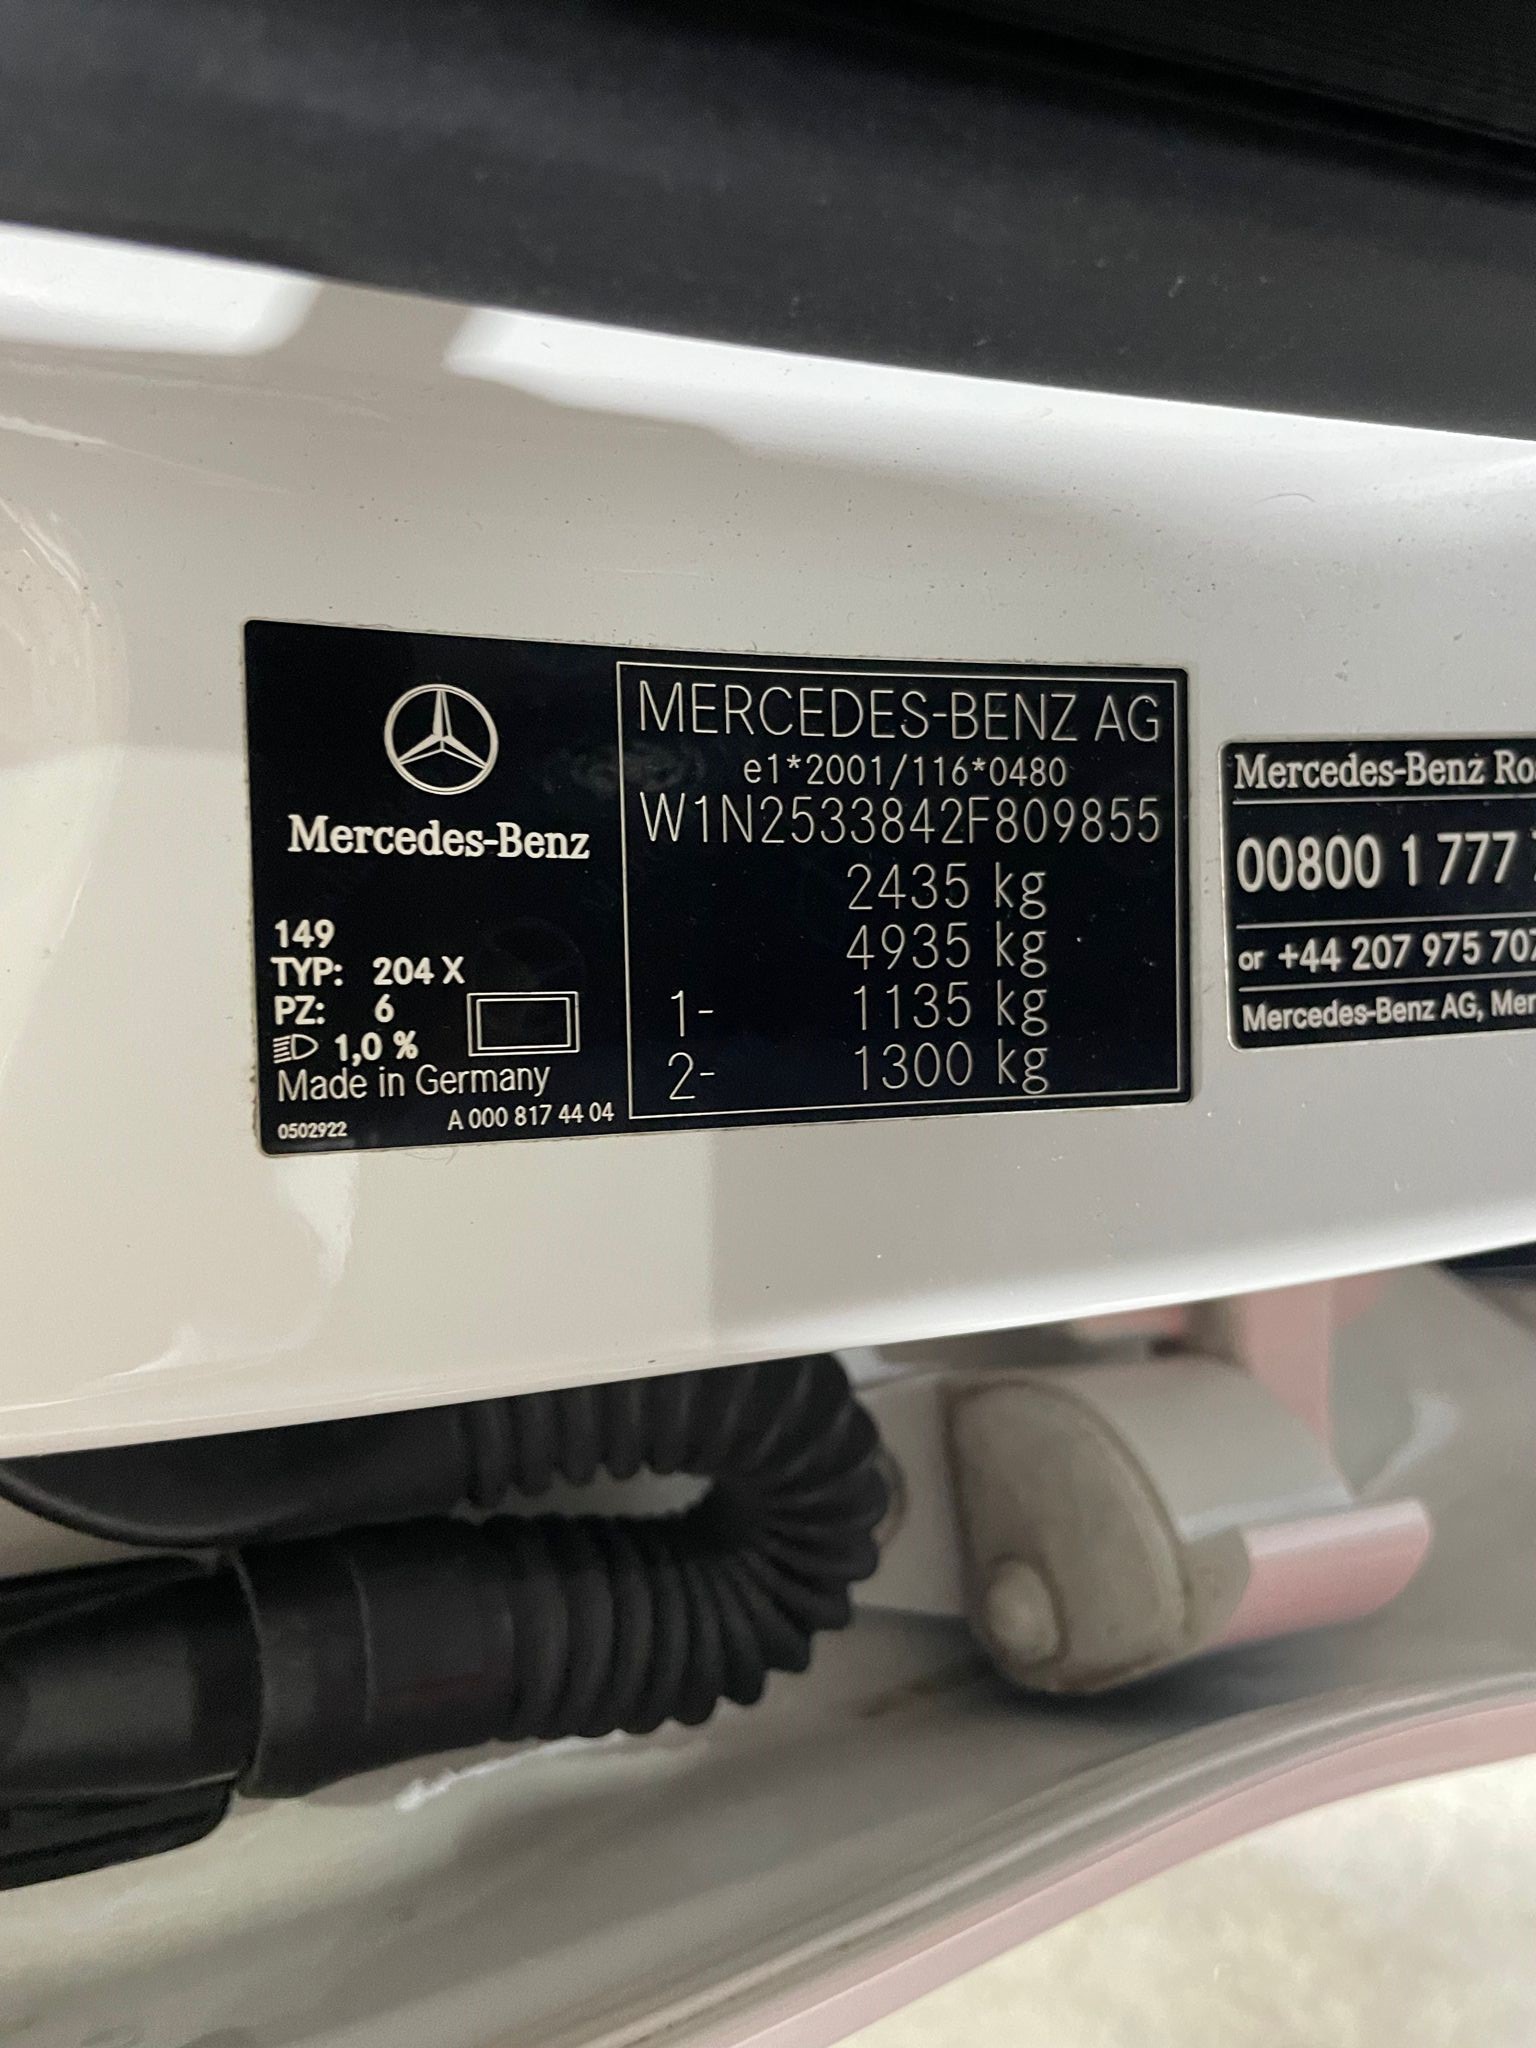 Mercedes-Benz
149
TYP: 204 X
PZ: 6
1,0 %
Made in Germany
0502922 A 000 817 44 04
MERCEDES-BENZ AG
e1*2001/116*0480
W1N2533842F809855
2435 kg
4935 kg
1- 1135 kg
2- 1300 kg
Mercedes-Benz
00800 1 777
or +44 207 975 707
Mercedes-Benz AG,